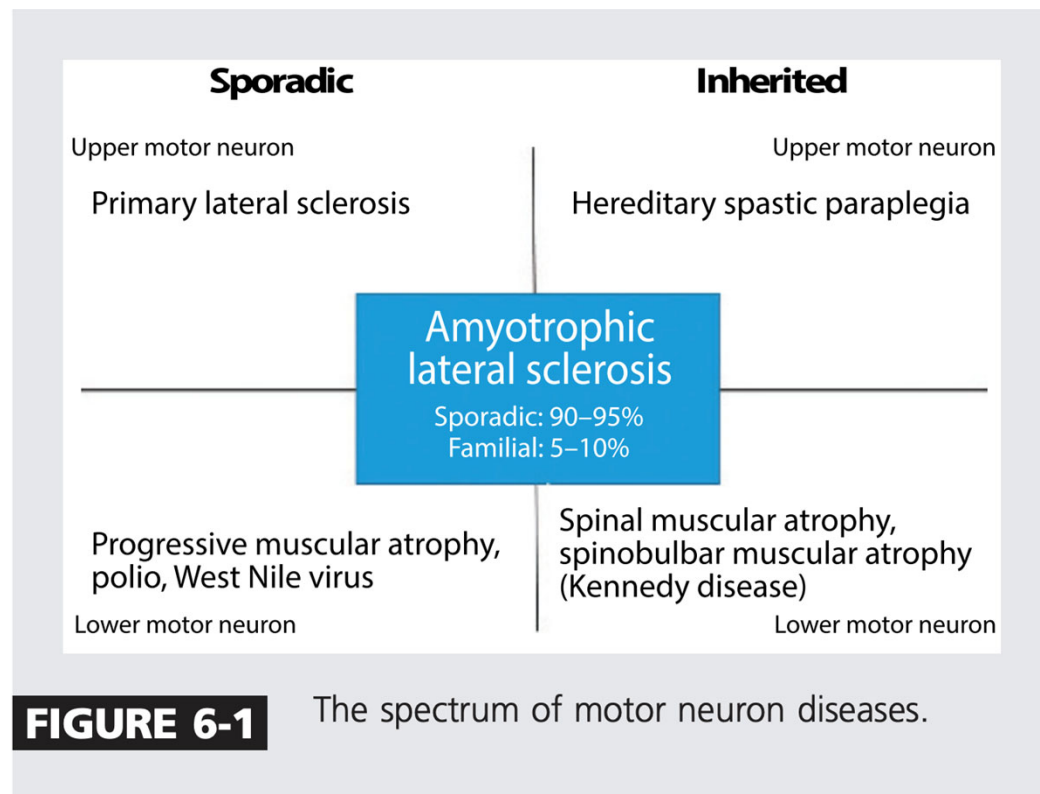 Sporadic
Inherited
Upper motor neuron
Upper motor neuron
Primary lateral sclerosis
Hereditary spastic paraplegia
Amyotrophic
lateral sclerosis
Sporadic: 90–95%
Familial: 5–10%
Progressive muscular atrophy,
polio, West Nile virus
Lower motor neuron
Spinal muscular atrophy,
spinobulbar muscular atrophy
(Kennedy disease)
Lower motor neuron
FIGURE 6-1
The spectrum of motor neuron diseases.